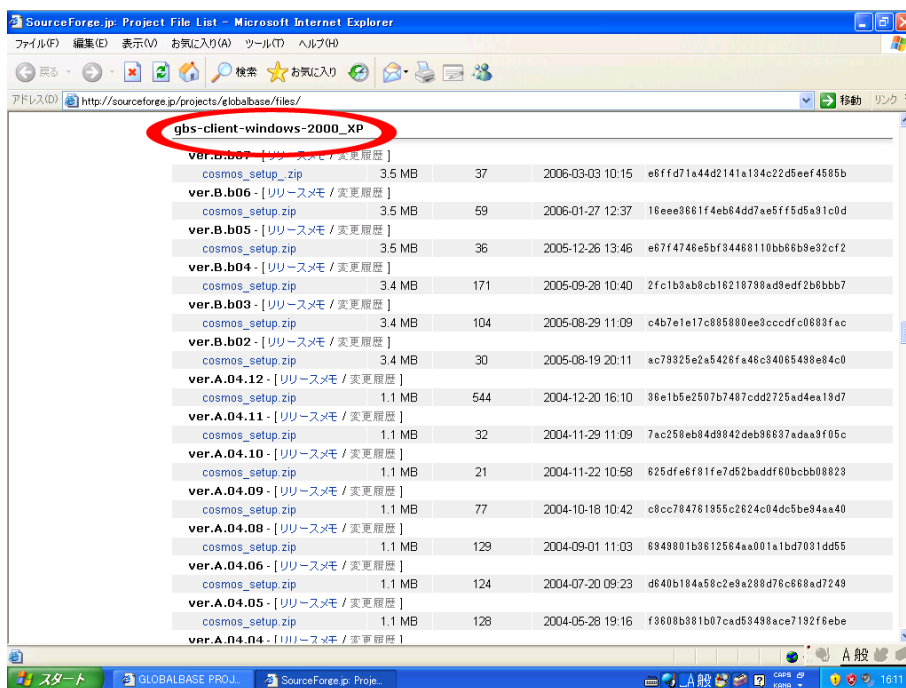 SourceForge.jp: Project File List - Microsoft Internet Explorer
ファイル(F) 編集(E) 表示(V) お気に入り(A) ツール(T) ヘルプ(H)
戻る 検索 お気に入り
アドレス(D) http://sourceforge.jp/projects/globalbase/files/ 移動 リンク
gbs-client-windows-2000_XP
ver.B.b07 - [ リリースメモ / 変更履歴 ]
cosmos_setup_.zip 3.5 MB 37 2006-03-03 10:15 e6ffd71a44d2141a134c22d5eef4585b
ver.B.b06 - [ リリースメモ / 変更履歴 ]
cosmos_setup.zip 3.5 MB 59 2006-01-27 12:37 16eee3661f4eb64dd7ae5ff5d5a91c0d
ver.B.b05 - [ リリースメモ / 変更履歴 ]
cosmos_setup.zip 3.5 MB 36 2005-12-26 13:46 e67f4746e5bf34468110bb66b9e32cf2
ver.B.b04 - [ リリースメモ / 変更履歴 ]
cosmos_setup.zip 3.4 MB 171 2005-09-28 10:40 2fc1b3ab8cb16218798ad9edf2b6bbb7
ver.B.b03 - [ リリースメモ / 変更履歴 ]
cosmos_setup.zip 3.4 MB 104 2005-08-29 11:09 c4b7e1e17c885880ee3cccdfc0683fac
ver.B.b02 - [ リリースメモ / 変更履歴 ]
cosmos_setup.zip 3.4 MB 30 2005-08-19 20:11 ac79325e2a5426fa46c34065498e84c0
ver.A.04.12 - [ リリースメモ / 変更履歴 ]
cosmos_setup.zip 1.1 MB 544 2004-12-20 16:10 36e1b5e2507b7487cdd2725ad4ea19d7
ver.A.04.11 - [ リリースメモ / 変更履歴 ]
cosmos_setup.zip 1.1 MB 32 2004-11-29 11:09 7ac258eb84d9842deb96637adaa9f05c
ver.A.04.10 - [ リリースメモ / 変更履歴 ]
cosmos_setup.zip 1.1 MB 21 2004-11-22 10:58 625dfe6f81fe7d52baddf60bcbb08823
ver.A.04.09 - [ リリースメモ / 変更履歴 ]
cosmos_setup.zip 1.1 MB 77 2004-10-18 10:42 c8cc784761955c2624c04dc5be94aa40
ver.A.04.08 - [ リリースメモ / 変更履歴 ]
cosmos_setup.zip 1.1 MB 129 2004-09-01 11:03 6949801b3612564aa001a1bd7031dd55
ver.A.04.06 - [ リリースメモ / 変更履歴 ]
cosmos_setup.zip 1.1 MB 124 2004-07-20 09:23 d640b184a58c2e9a288d76c668ad7249
ver.A.04.05 - [ リリースメモ / 変更履歴 ]
cosmos_setup.zip 1.1 MB 128 2004-05-28 19:16 f3608b381b07cad53498ace7192f6ebe
ver.A.04.04 - [ リリースメモ / 変更履歴 ]
A 般
スタート GLOBALBASE PROJ... SourceForge.jp: Proje... A 般 CAPS KANA 16:11